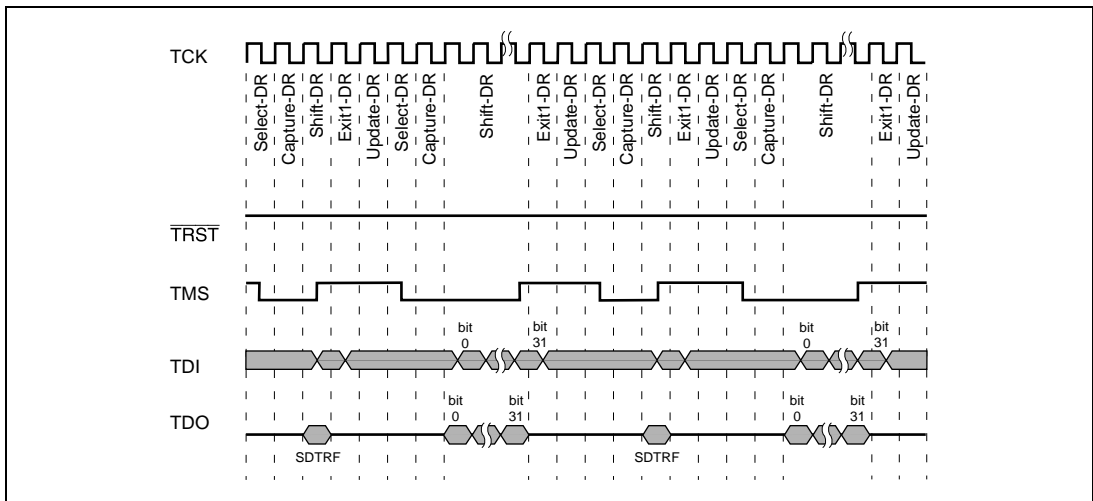 TCK
Select-DR
Capture-DR
Shift-DR
Exit1-DR
Update-DR
Select-DR
Capture-DR
Shift-DR
Exit1-DR
Update-DR
Select-DR
Capture-DR
Shift-DR
Exit1-DR
Update-DR
Select-DR
Capture-DR
Shift-DR
Exit1-DR
Update-DR
TRST
TMS
TDI
bit
0
bit
31
bit
0
bit
31
TDO
bit
0
bit
31
bit
0
bit
31
SDTRF
SDTRF